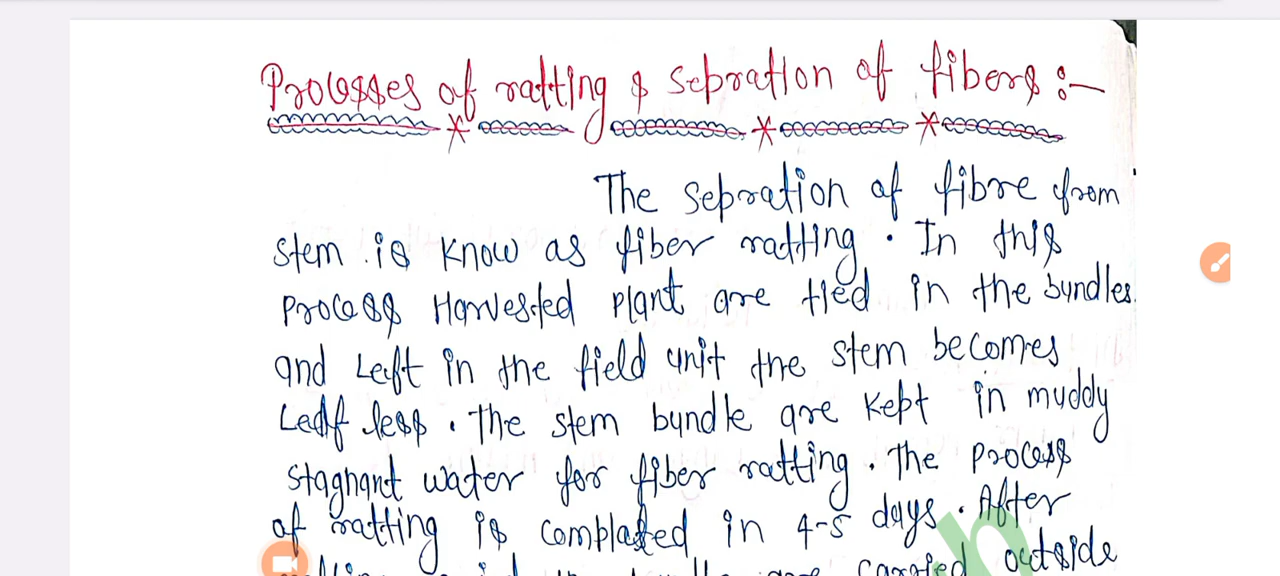 Processes of ratting & sepration of fibers :-
The sepration of fibre from
stem is know as fiber ratting. In this
process Harvested plant are tied in the bundles
and Left in the field unit the stem becomes
Leaf less. The stem bundle are kept in muddy
stagnant water for fiber ratting. The process
of ratting is complated in 4-5 days. After
are carried outside